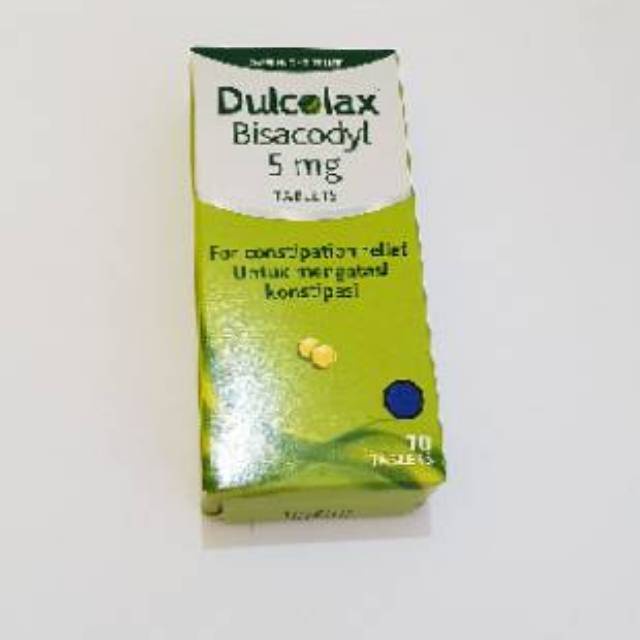 Dulcolax
Bisacodyl
5 mg
TABLETS
For constipation relief
Untuk mengatasi
konstipasi
10
TABLETS